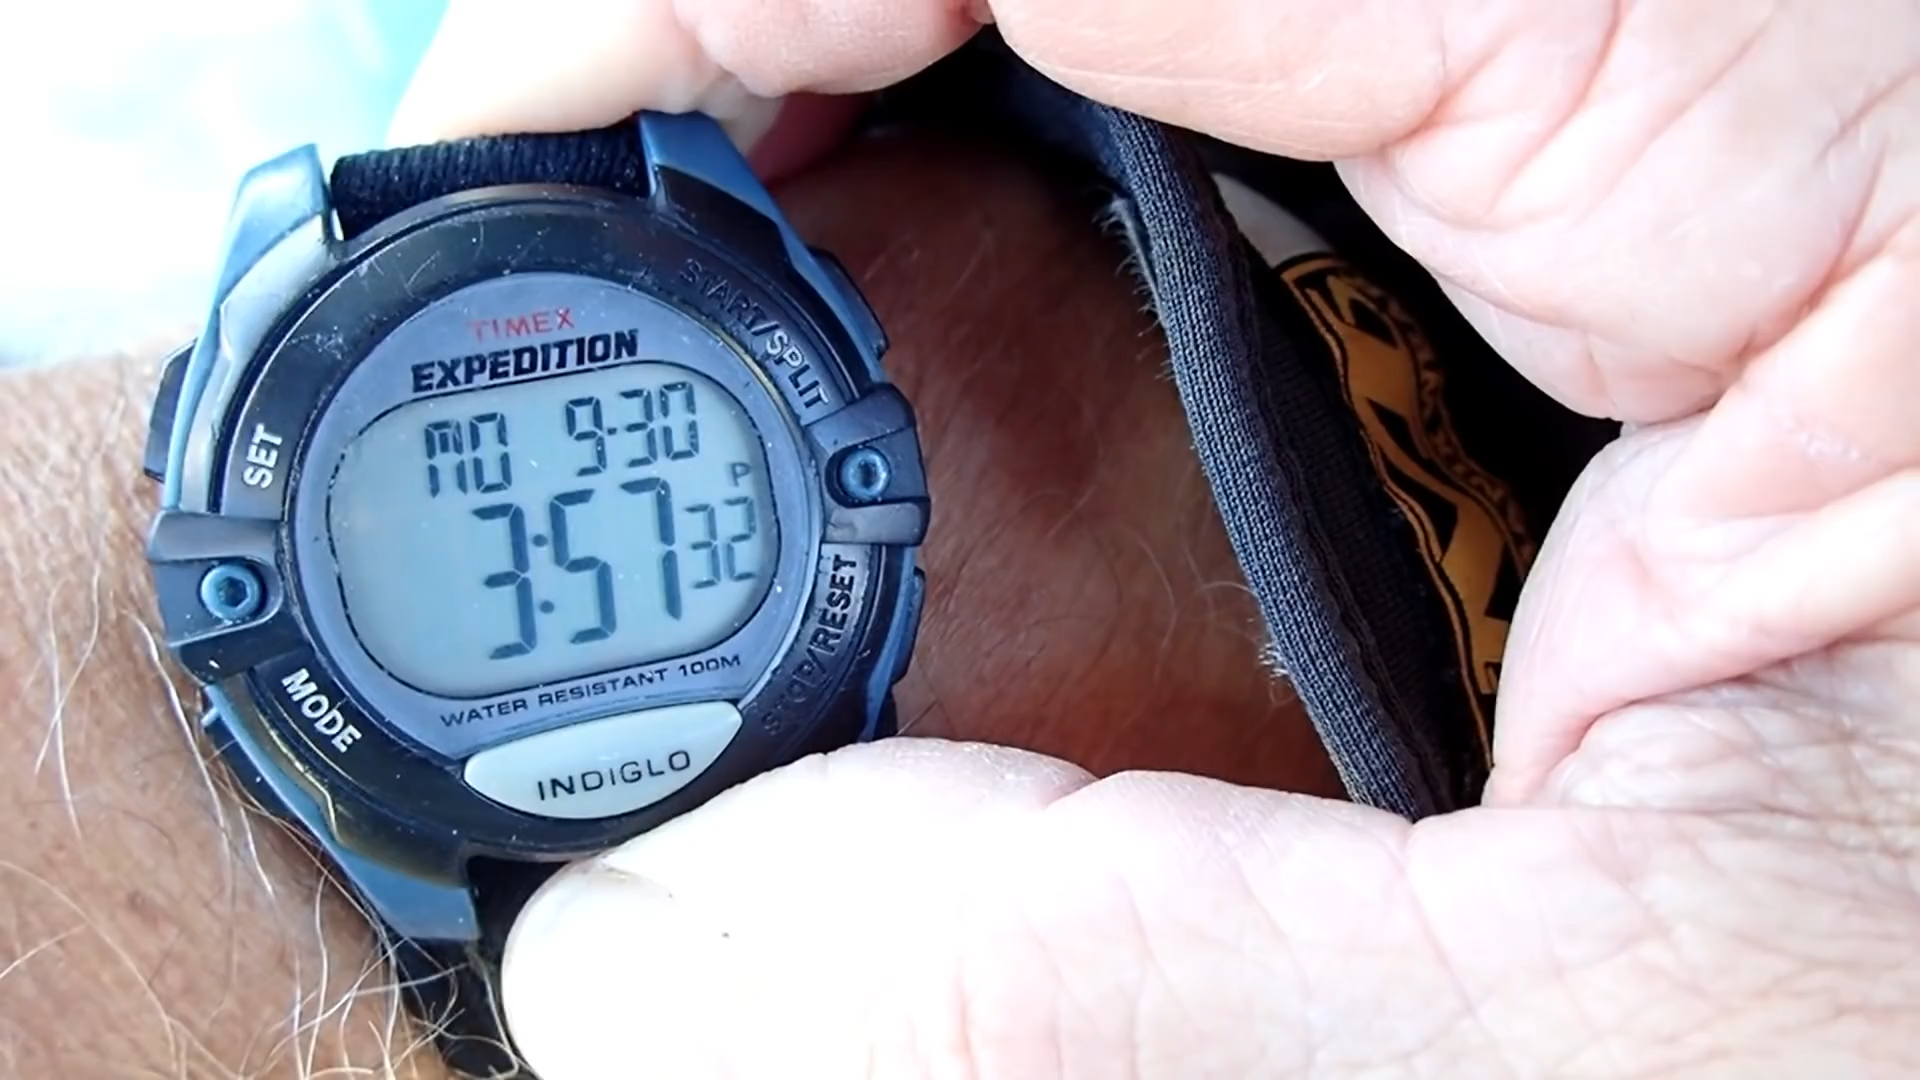 TIMEX
EXPEDITION
START/SPLIT
SET
MO 9-30
P
3:57 32
WATER RESISTANT 100M
STOP/RESET
MODE
INDIGLO